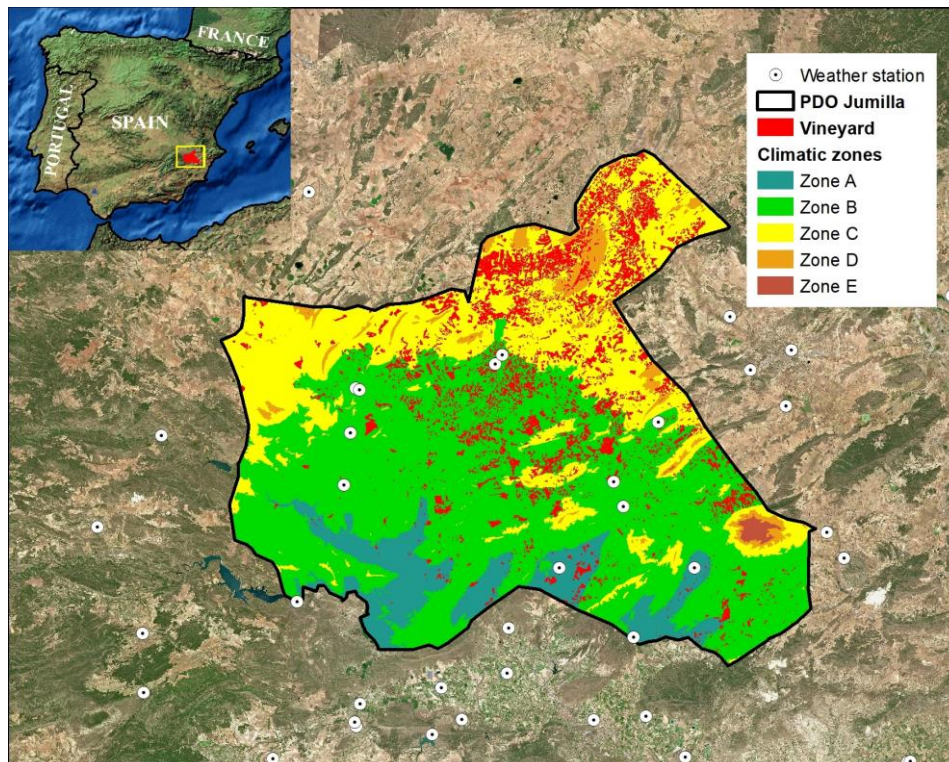 FRANCE
PORTUGAL
SPAIN
Weather station
PDO Jumilla
Vineyard
Climatic zones
Zone A
Zone B
Zone C
Zone D
Zone E